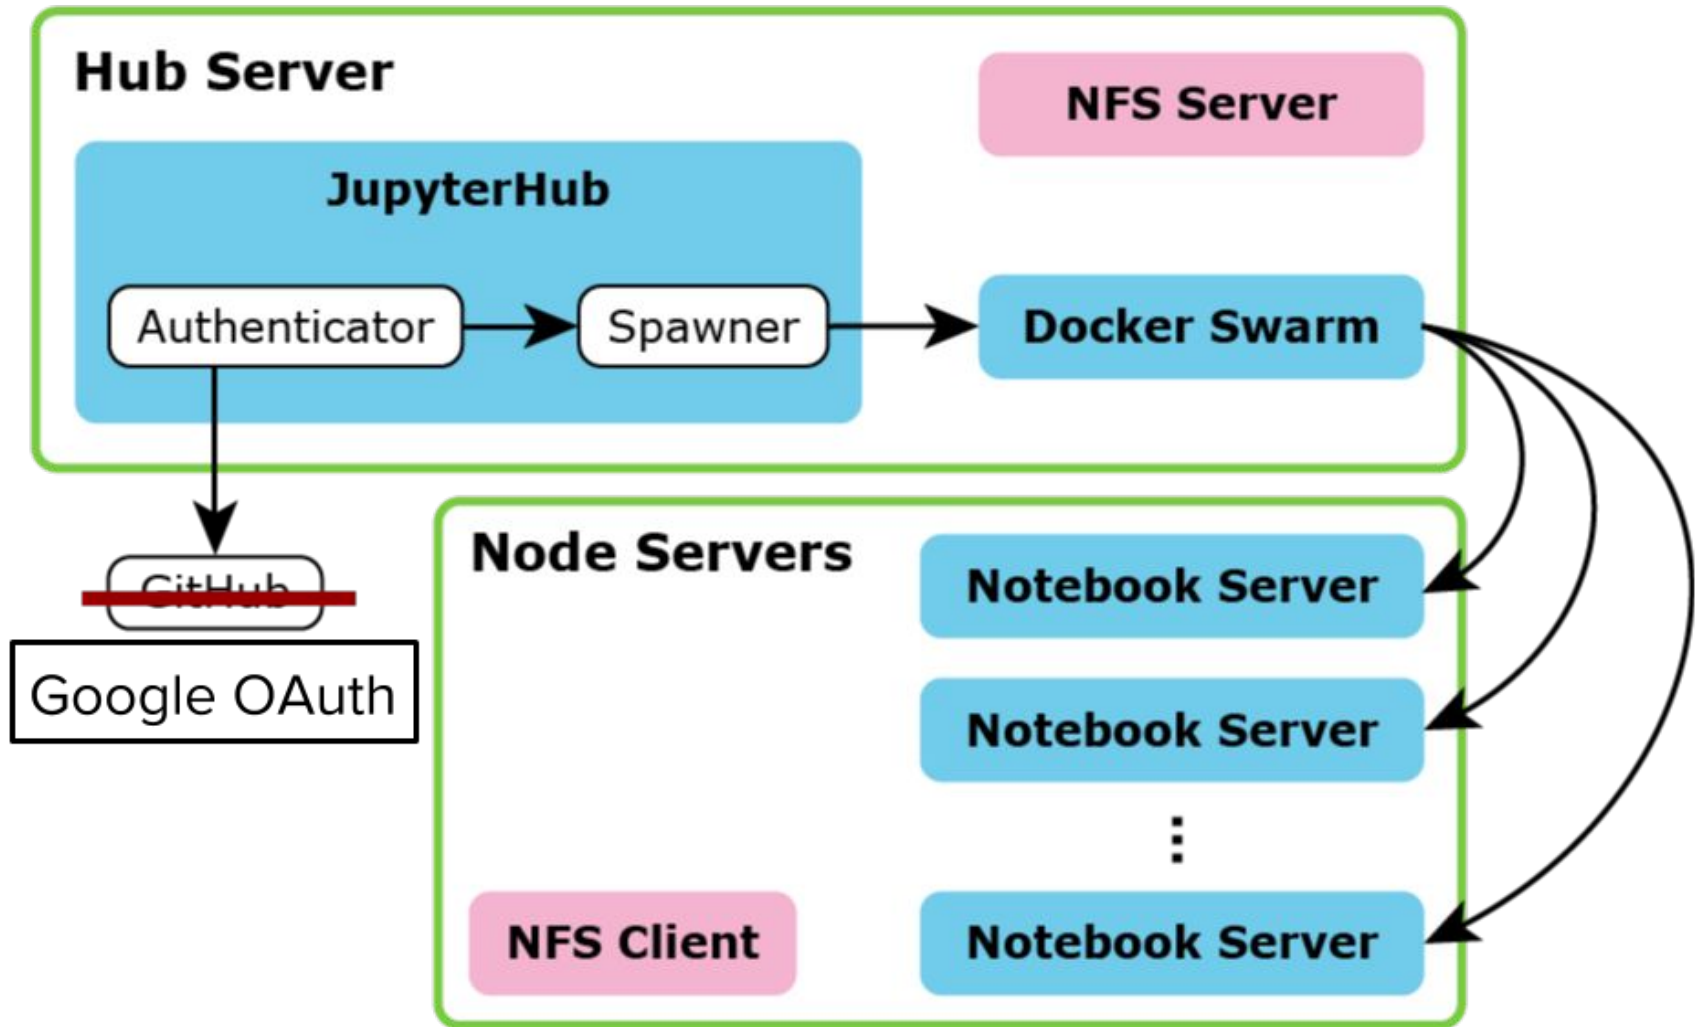 Hub Server
NFS Server
JupyterHub
Authenticator
Spawner
Docker Swarm
GitHub
Google OAuth
Node Servers
Notebook Server
Notebook Server
NFS Client
Notebook Server